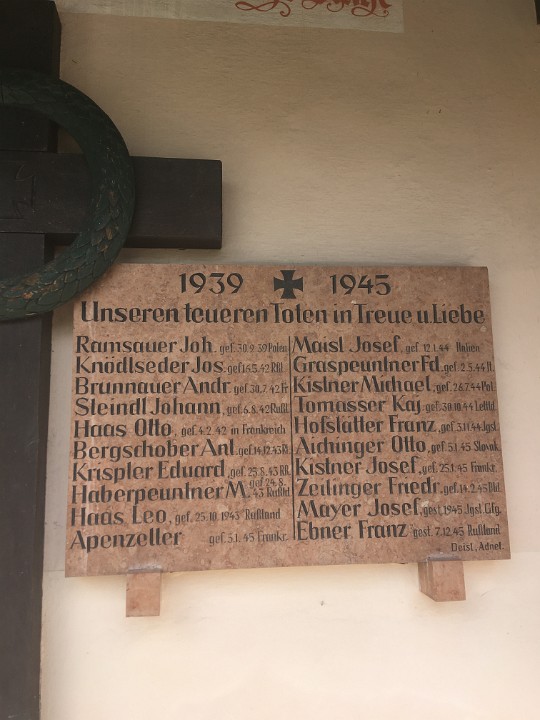 1939 1945
Unseren teueren Toten in Treue u. Liebe
Ramsauer Joh. gef. 30.9.39 Polen
Knödlseder Jos. gef. 14.5.42 Rßl.
Brunnauer Andr. gef. 30.7.42 Fr.
Steindl Johann, gef. 6.8.42 Rußl.
Haas Otto, gef. 4.2.42 in Frankreich
Bergschober Ant. gef. 14.12.43 Rl.
Krispler Eduard, gef. 25.8.43 Rßl.
Haberpeuntner M. gef. 24.8. 43 Rußld
Haas Leo, gef. 25.10.1943 Rußland
Apenzeller gef. 5.1.45 Frankr.
Maisl Josef, gef. 12.1.44 Italien
Graspeuntner Fd. gef. 2.5.44 It.
Kislner Michael, gef. 26.7.44 Pol.
Tomasser Kaj. gef. 30.10.44 Lettld.
Hofstätter Franz, gef. 3.11.44 Jgsl.
Aichinger Otto, gef. 5.1.45 Slovak.
Kistner Josef, gef. 25.1.45 Frankr.
Zeilinger Friedr. gef. 14.2.45 Dld.
Mayer Josef, gest. 1945 Jgsl. Gfg.
Ebner Franz gest. 7.12.45 Rußland.
Deisl, Adnet.